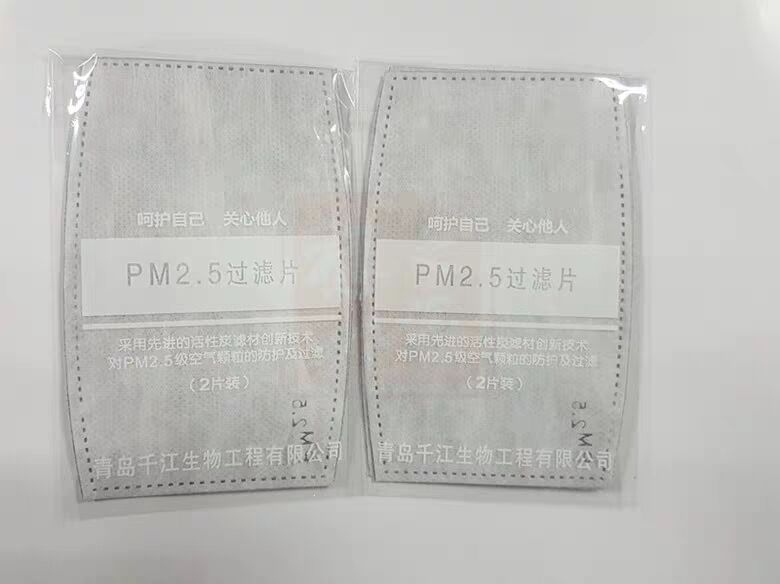 呵护自己 关心他人
PM2.5过滤片
采用先进的活性炭滤材创新技术
对PM2.5级空气颗粒的防护及过滤
(2片装)
PM2.5
青岛千江生物工程有限公司
呵护自己 关心他人
PM2.5过滤片
采用先进的活性炭滤材创新技术
对PM2.5级空气颗粒的防护及过滤
(2片装)
PM2.5
青岛千江生物工程有限公司